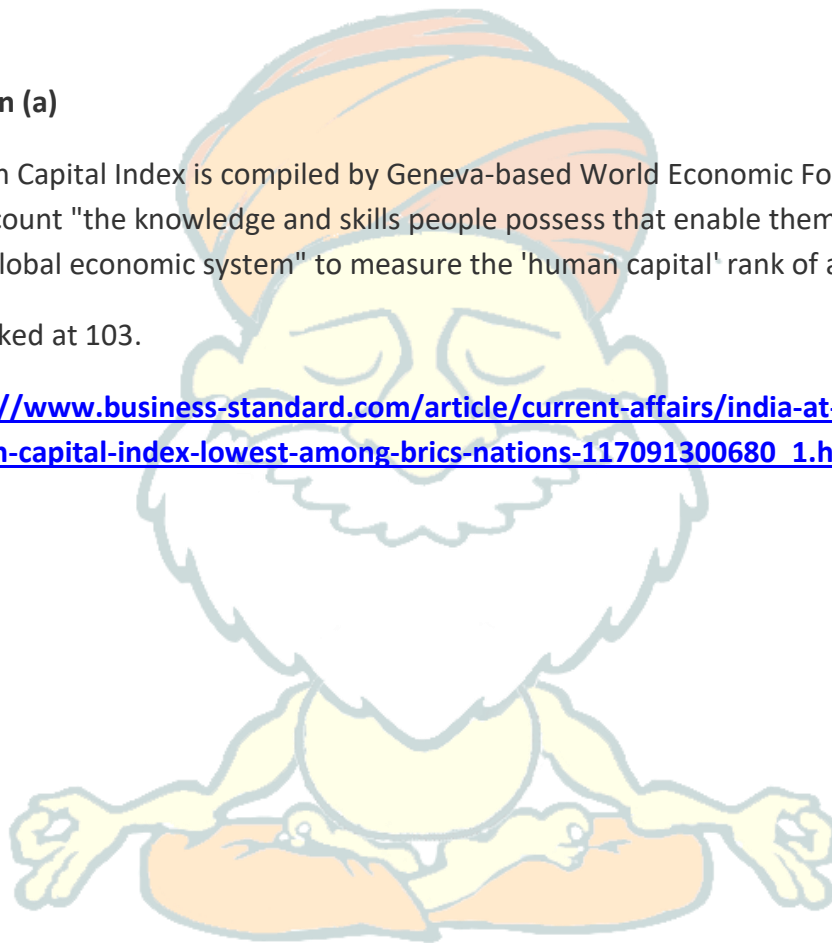 n (a)
n Capital Index is compiled by Geneva-based World Economic Fo
count "the knowledge and skills people possess that enable them
lobal economic system" to measure the 'human capital' rank of a
ked at 103.
//www.business-standard.com/article/current-affairs/india-at-
n-capital-index-lowest-among-brics-nations-117091300680_1.h